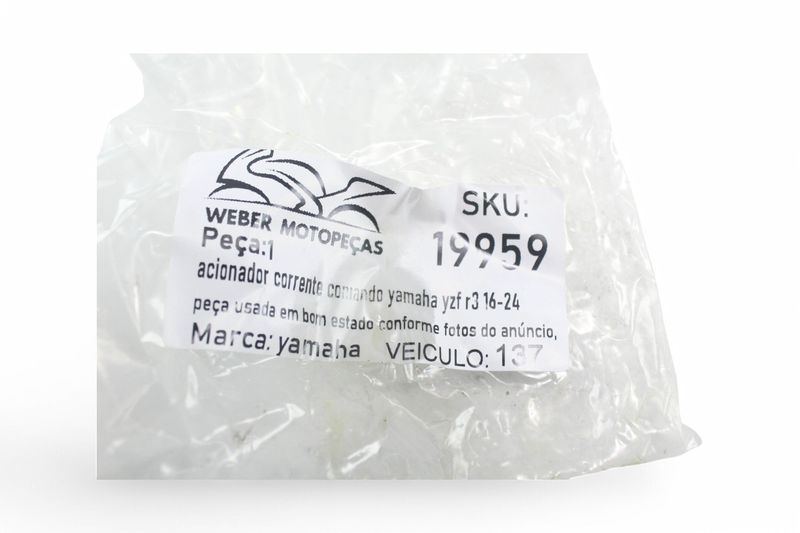 WEBER MOTOPEÇAS
SKU:
19959
Peça:1
acionador corrente comando yamaha yzf r3 16-24
peça usada em bom estado conforme fotos do anúncio,
Marca: yamaha VEICULO: 137